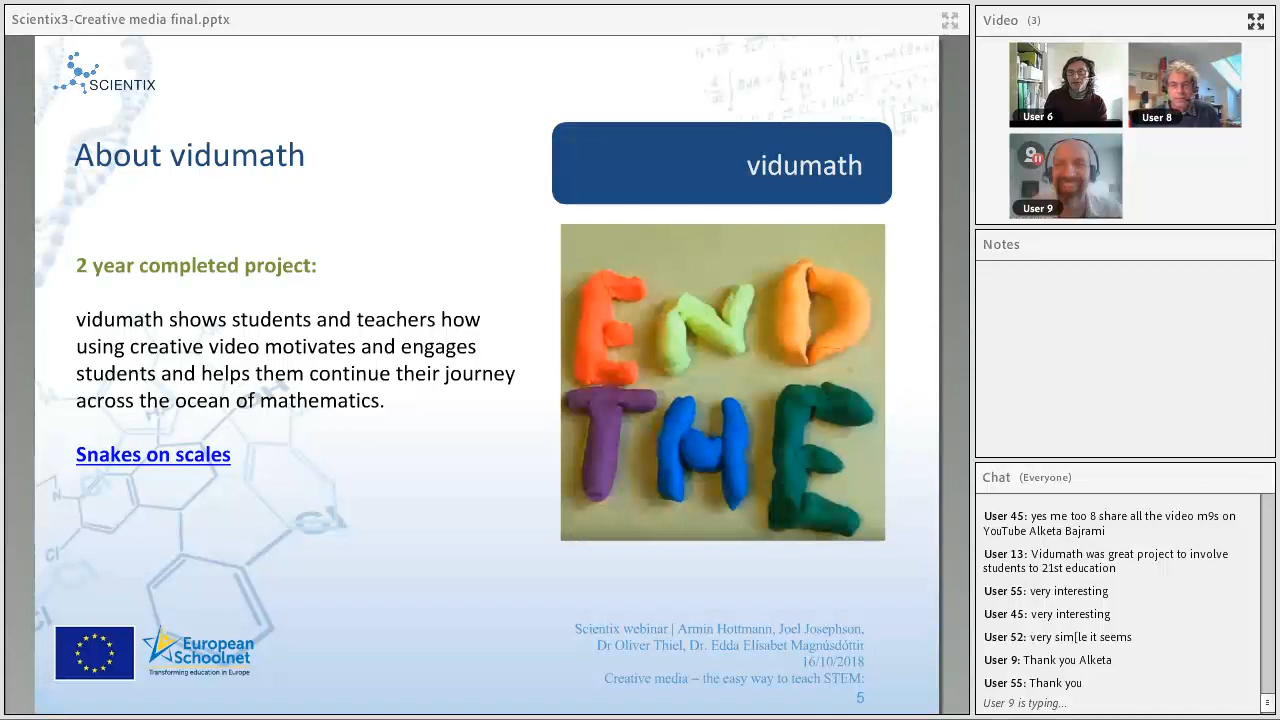 Scientix3-Creative media final.pptx
SCIENTIX
About vidumath
vidumath
2 year completed project:
vidumath shows students and teachers how
using creative video motivates and engages
students and helps them continue their journey
across the ocean of mathematics.
Snakes on scales
END
THE
European
Schoolnet
Transforming education in Europe
Scientix webinar | Armin Hottmann, Joel Josephson,
Dr Oliver Thiel, Dr. Edda Elísabet Magnúsdóttir
16/10/2018
Creative media – the easy way to teach STEM:
5
Video (3)
User 6
User 8
User 9
Notes
Chat (Everyone)
User 45: yes me too 8 share all the video m9s on
YouTube Alketa Bajrami
User 13: Vidumath was great project to involve
students to 21st education
User 55: very interesting
User 45: very interesting
User 52: very sim[le it seems
User 9: Thank you Alketa
User 55: Thank you
User 9 is typing...